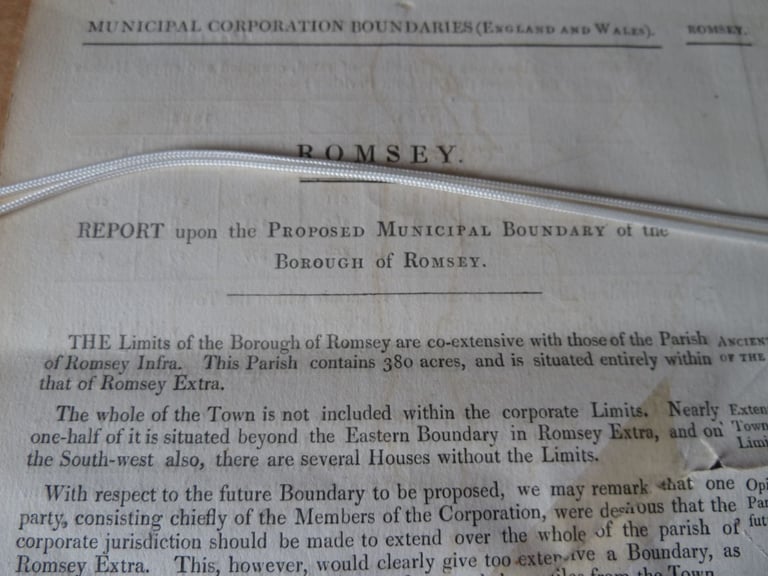 MUNICIPAL CORPORATION BOUNDARIES (ENGLAND AND WALES). ROMSEY.
ROMSEY.
REPORT upon the PROPOSED MUNICIPAL BOUNDARY of the
BOROUGH of ROMSEY.
THE Limits of the Borough of Romsey are co-extensive with those of the Parish
of Romsey Infra. This Parish contains 380 acres, and is situated entirely within
that of Romsey Extra.
ANCIEN
OF THE
The whole of the Town is not included within the corporate Limits. Nearly
one-half of it is situated beyond the Eastern Boundary in Romsey Extra, and on
the South-west also, there are several Houses without the Limits.
Exten
Town
Limi
With respect to the future Boundary to be proposed, we may remark that one
party, consisting chiefly of the Members of the Corporation, were desirous that the
corporate jurisdiction should be made to extend over the whole of the parish of
Romsey Extra. This, however, would clearly give too extensive a Boundary, as
from the Town
Opi
Par
fut